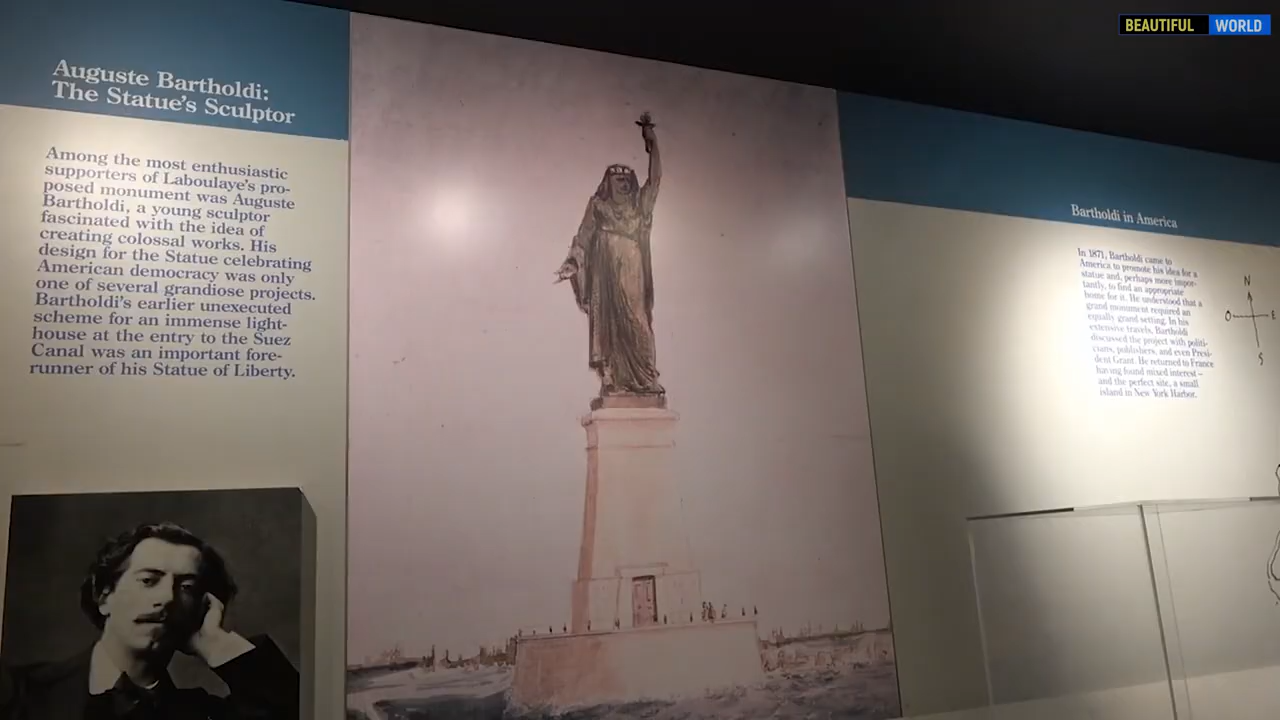 BEAUTIFUL WORLD
Auguste Bartholdi:
The Statue's Sculptor
Among the most enthusiastic
supporters of Laboulaye's pro-
posed monument was Auguste
Bartholdi, a young sculptor
fascinated with the idea of
creating colossal works. His
design for the Statue celebrating
American democracy was only
one of several grandiose projects.
Bartholdi's earlier unexecuted
scheme for an immense light-
house at the entry to the Suez
Canal was an important fore-
runner of his Statue of Liberty.
Bartholdi in America
In 1871, Bartholdi came to
America to promote his idea for a
statue and, perhaps more impor-
tantly, to find an appropriate
home for it. He understood that a
grand monument required an
equally grand setting. In his
extensive travels, Bartholdi
discussed the project with politi-
cians, publishers, and even Presi-
dent Grant. He returned to France
having found mixed interest–
and the perfect site, a small
island in New York Harbor.
N
O E
S